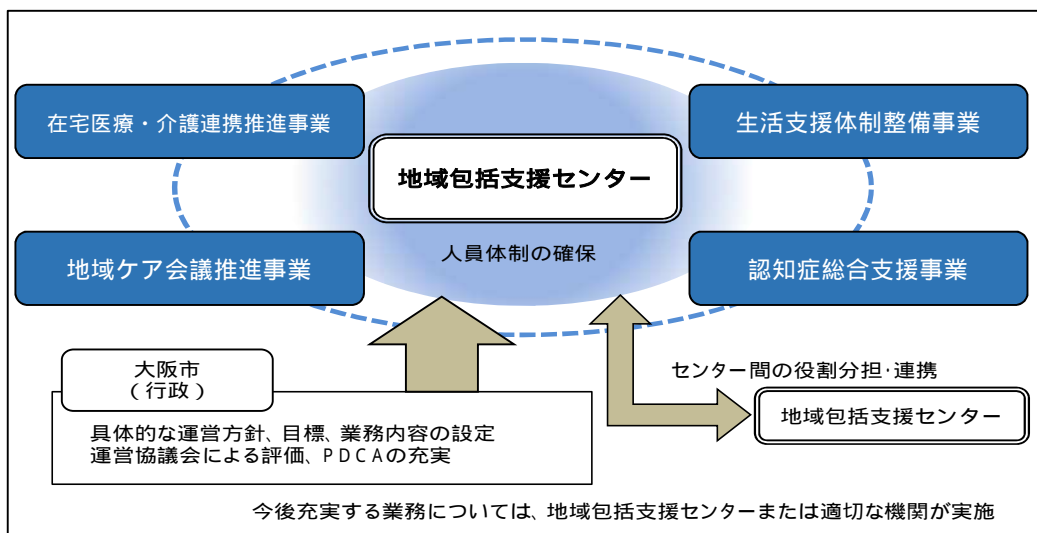 在宅医療・介護連携推進事業
生活支援体制整備事業
地域包括支援センター
人員体制の確保
地域ケア会議推進事業
認知症総合支援事業
大阪市
(行政)
具体的な運営方針、目標、業務内容の設定
運営協議会による評価、PDCAの充実
センター間の役割分担・連携
地域包括支援センター
今後充実する業務については、地域包括支援センターまたは適切な機関が実施